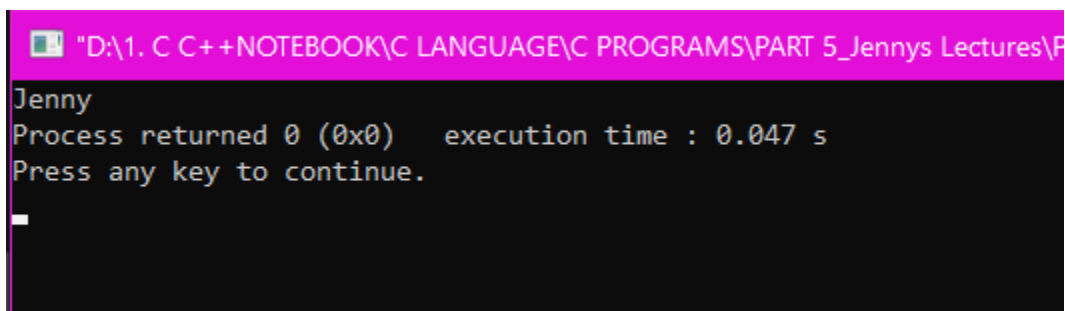 "D:\1. C C++NOTEBOOK\C LANGUAGE\C PROGRAMS\PART 5_Jennys Lectures\P
Jenny
Process returned 0 (0x0)   execution time : 0.047 s
Press any key to continue.